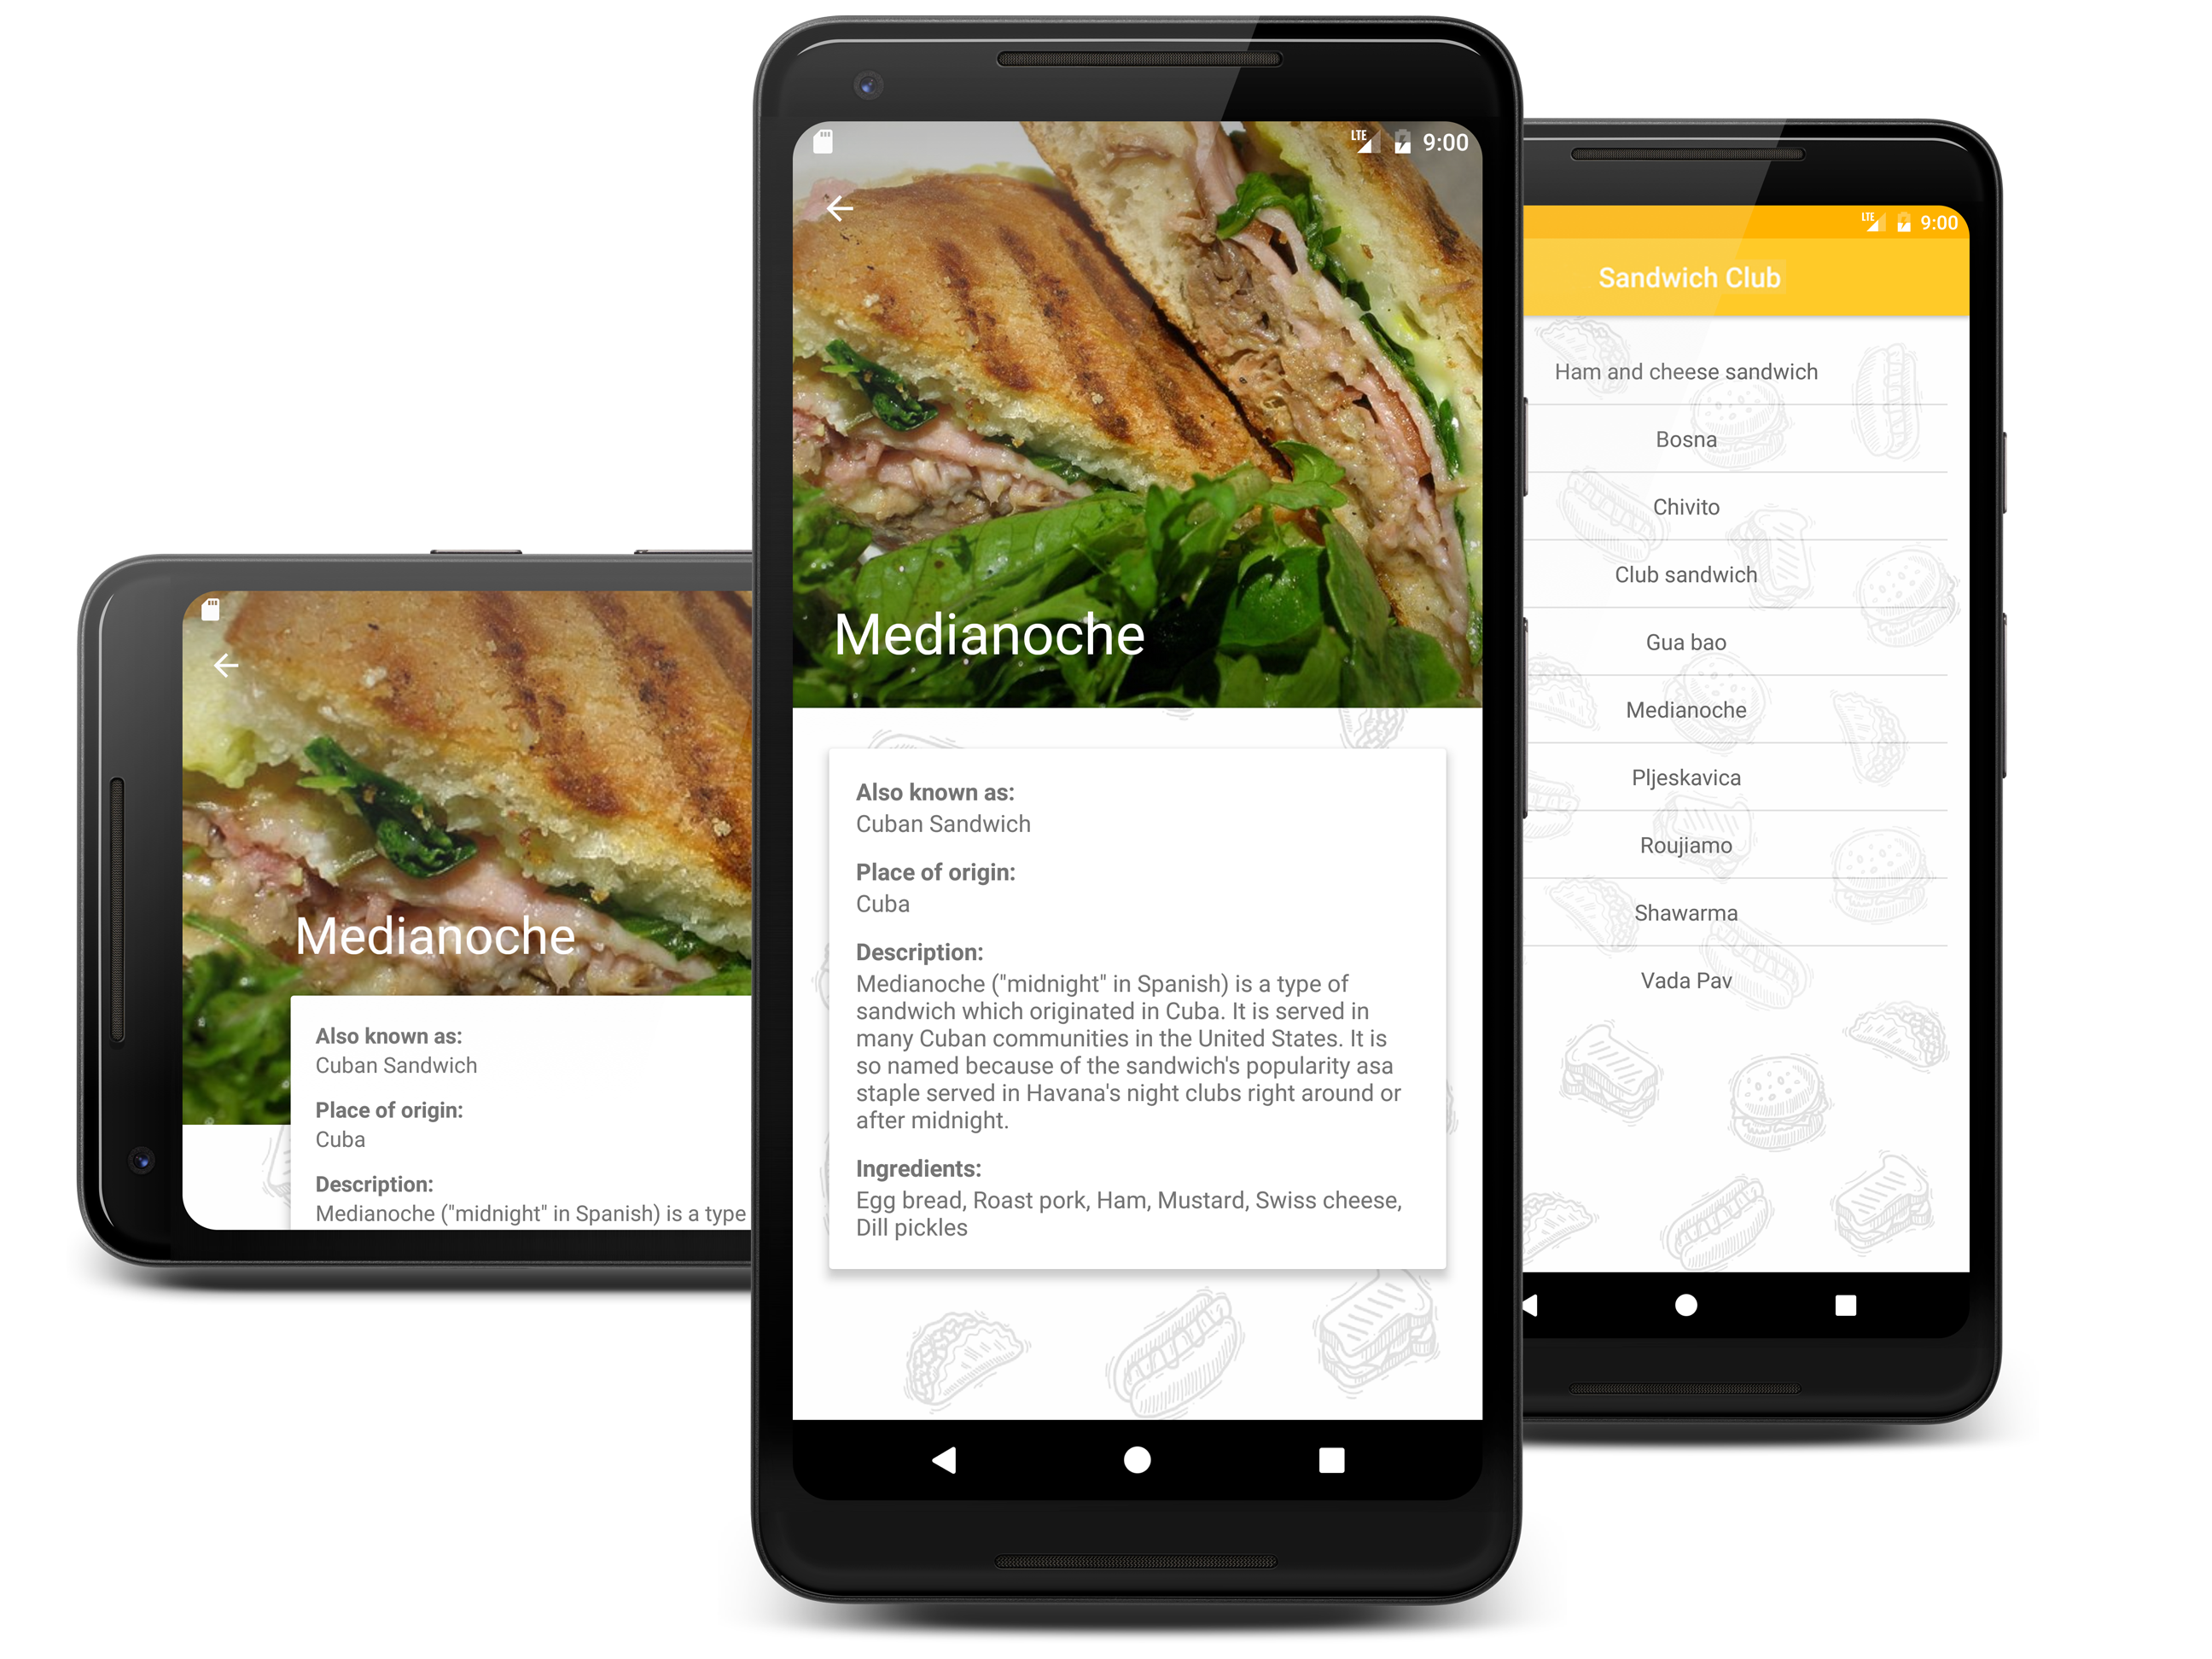 Medianoche
Also known as:
Cuban Sandwich
Place of origin:
Cuba
Description:
Medianoche ("midnight" in Spanish) is a type
LTE 9:00
Medianoche
Also known as:
Cuban Sandwich
Place of origin:
Cuba
Description:
Medianoche ("midnight" in Spanish) is a type of
sandwich which originated in Cuba. It is served in
many Cuban communities in the United States. It is
so named because of the sandwich's popularity asa
staple served in Havana's night clubs right around or
after midnight.
Ingredients:
Egg bread, Roast pork, Ham, Mustard, Swiss cheese,
Dill pickles
LTE 9:00
Sandwich Club
Ham and cheese sandwich
Bosna
Chivito
Club sandwich
Gua bao
Medianoche
Pljeskavica
Roujiamo
Shawarma
Vada Pav